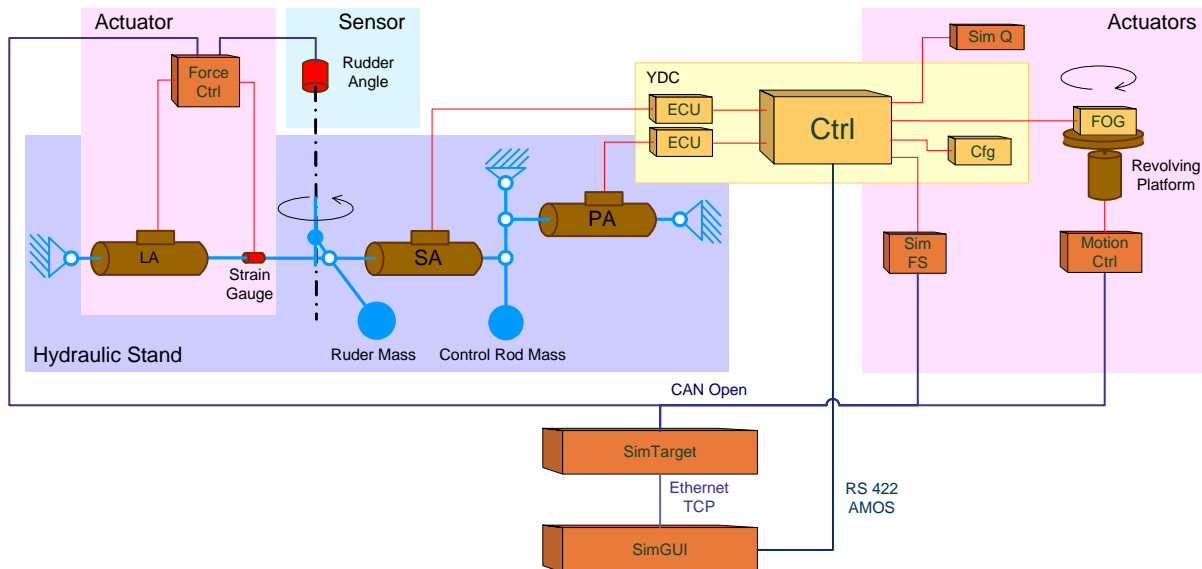 Actuator
Sensor
Actuators
Force
Ctrl
Rudder
Angle
YDC
ECU
ECU
Ctrl
Sim Q
FOG
Cfg
Revolving
Platform
LA
Strain
Gauge
SA
PA
Sim
FS
Motion
Ctrl
Hydraulic Stand
Ruder Mass
Control Rod Mass
CAN Open
SimTarget
Ethernet
TCP
RS 422
AMOS
SimGUI